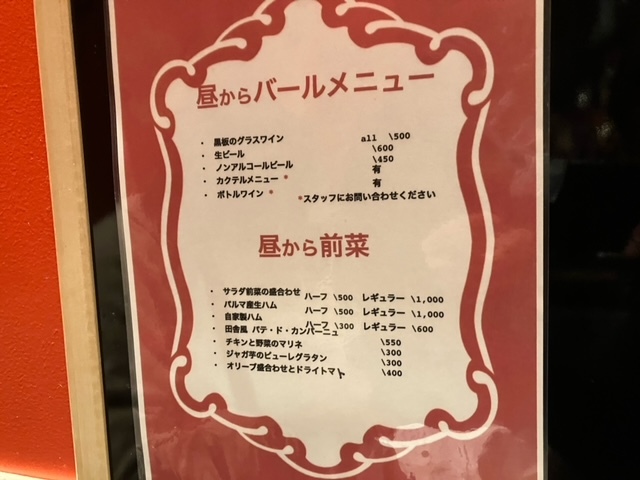 昼からバールメニュー
・ 黒板のグラスワイン all \500
・ 生ビール \600
・ ノンアルコールビール \450
・ カクテルメニュー * 有
・ ボトルワイン * 有
*スタッフにお問い合わせください
昼から前菜
・ サラダ前菜の盛合わせ ハーフ \500 レギュラー \1,000
・ パルマ産生ハム ハーフ \500 レギュラー \1,000
・ 自家製ハム ハーフ \300 レギュラー \600
・ 田舎風 パテ・ド・カンパーニュ \550
・ チキンと野菜のマリネ \300
・ ジャガ芋のピューレグラタン \300
・ オリーブ盛合わせとドライトマト \400